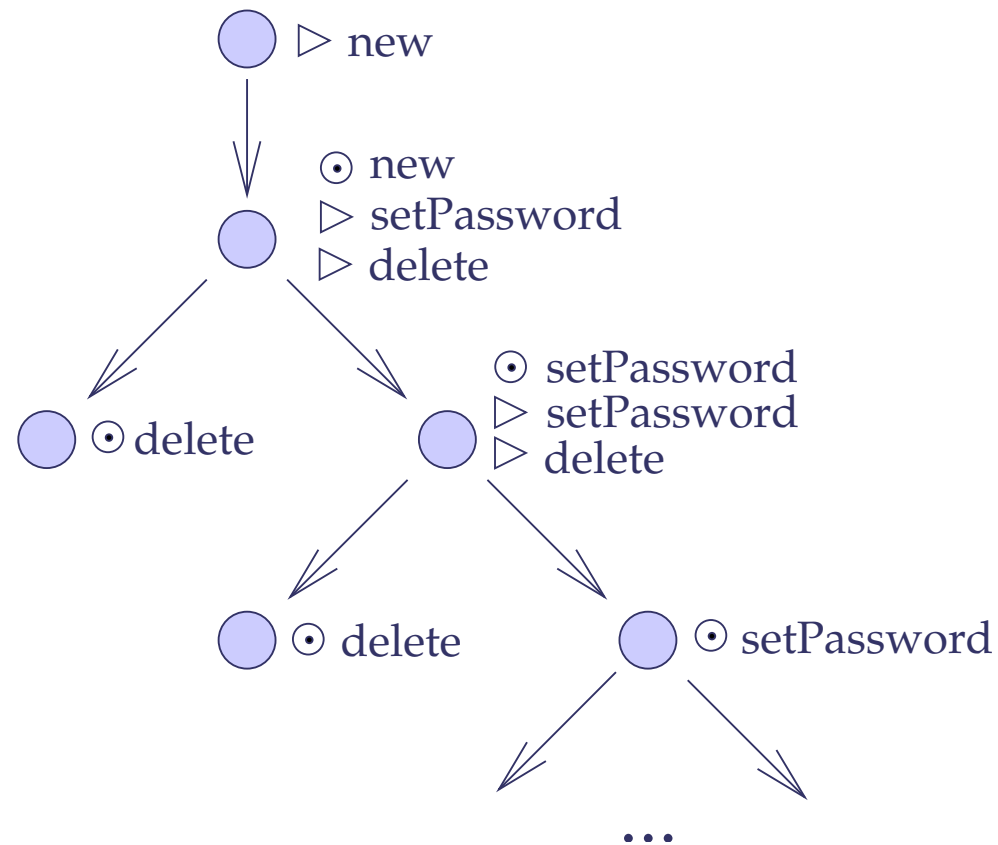 ▷ new
⊙ new
▷ setPassword
▷ delete
⊙ setPassword
▷ setPassword
▷ delete
⊙ delete
⊙ delete
⊙ setPassword
...